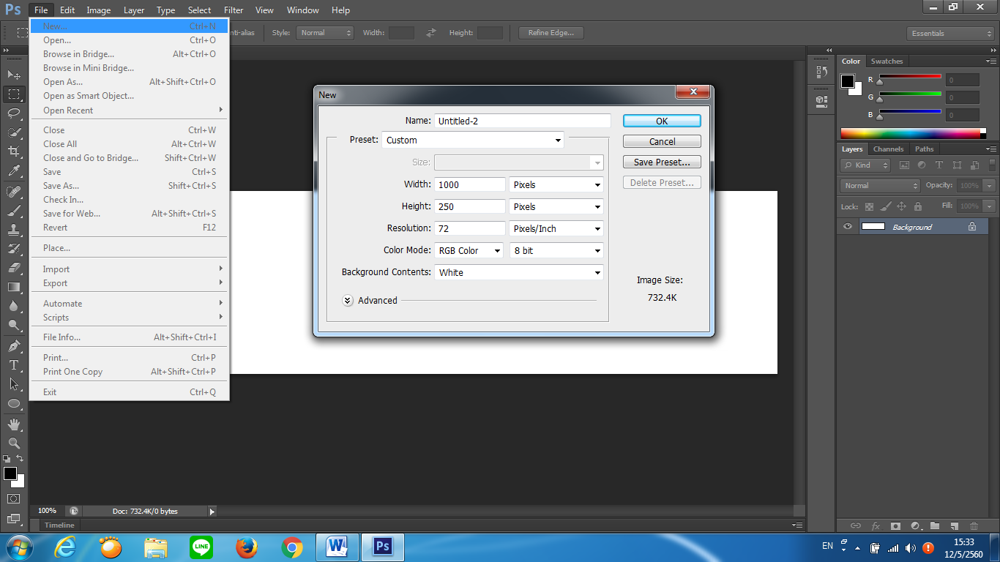 Ps File Edit Image Layer Type Select Filter View Window Help
nti-alias Style: Normal Width: Height: Refine Edge... Essentials
New... Ctrl+N
Open... Ctrl+O
Browse in Bridge... Alt+Ctrl+O
Browse in Mini Bridge...
Open As... Alt+Shift+Ctrl+O
Open as Smart Object...
Open Recent
Close Ctrl+W
Close All Alt+Ctrl+W
Close and Go to Bridge... Shift+Ctrl+W
Save Ctrl+S
Save As... Shift+Ctrl+S
Check In...
Save for Web... Alt+Shift+Ctrl+S
Revert F12
Place...
Import
Export
Automate
Scripts
File Info... Alt+Shift+Ctrl+I
Print... Ctrl+P
Print One Copy Alt+Shift+Ctrl+P
Exit Ctrl+Q
New
Name: Untitled-2 OK
Preset: Custom Cancel
Size: Save Preset...
Width: 1000 Pixels Delete Preset...
Height: 250 Pixels
Resolution: 72 Pixels/Inch
Color Mode: RGB Color 8 bit
Background Contents: White
Advanced
Image Size:
732.4K
Color Swatches
R 0
G 0
B 0
Layers Channels Paths
Kind T
Normal Opacity: 100%
Lock: Fill: 100%
Background
T
100% Doc: 732.4K/0 bytes
Timeline
fx
LINE W Ps EN 15:33
12/5/2560